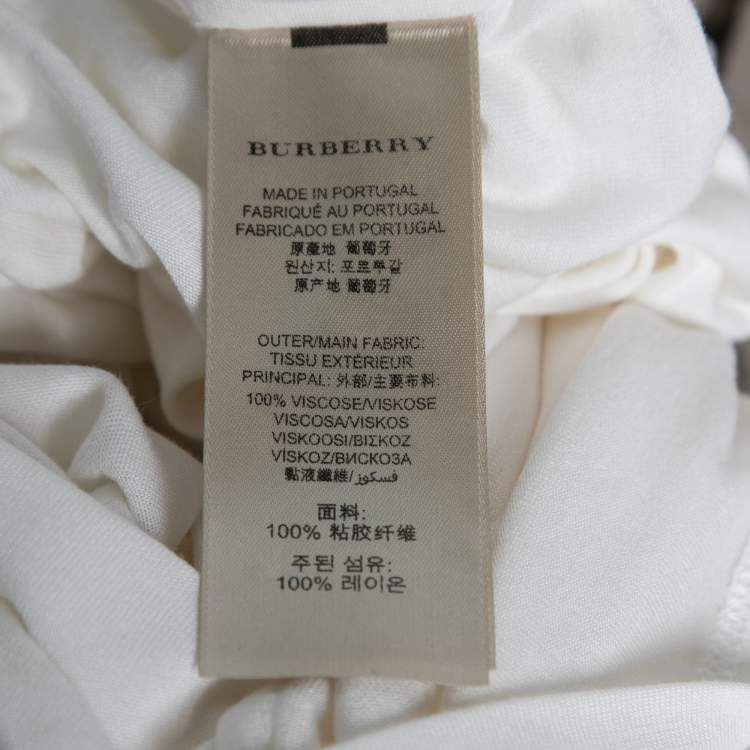 BURBERRY
MADE IN PORTUGAL
FABRIQUÉ AU PORTUGAL
FABRICADO EM PORTUGAL
原產地 葡萄牙
원산지: 포르투갈
原产地 葡萄牙
OUTER/MAIN FABRIC:
TISSU EXTÉRIEUR
PRINCIPAL: 外部/主要布料:
100% VISCOSE/VISKOSE
VISCOSA/VISKOS
VISKOOSI/ΒΙΣΚΟΖ
VİSKOZ/ВИСКОЗА
黏液纖維/فسكوز
面料:
100% 粘胶纤维
주된 섬유:
100% 레이온